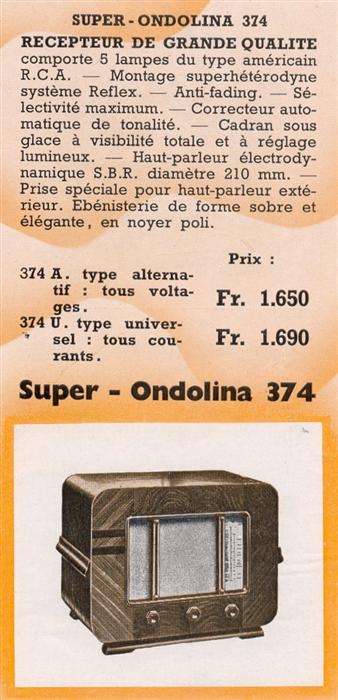 SUPER - ONDOLINA 374
RECEPTEUR DE GRANDE QUALITE
comporte 5 lampes du type américain
R.C.A. — Montage superhétérodyne
système Reflex. — Anti-fading. — Sé-
lectivité maximum. — Correcteur auto-
matique de tonalité. — Cadran sous
glace à visibilité totale et à réglage
lumineux. — Haut-parleur électrody-
namique S.B.R. diamètre 210 mm. —
Prise spéciale pour haut-parleur exté-
rieur. Ebénisterie de forme sobre et
élégante, en noyer poli.
Prix :
374 A. type alterna-
tif : tous volta-
ges. Fr. 1.650
374 U. type univer-
sel : tous cou-
rants. Fr. 1.690
Super - Ondolina 374